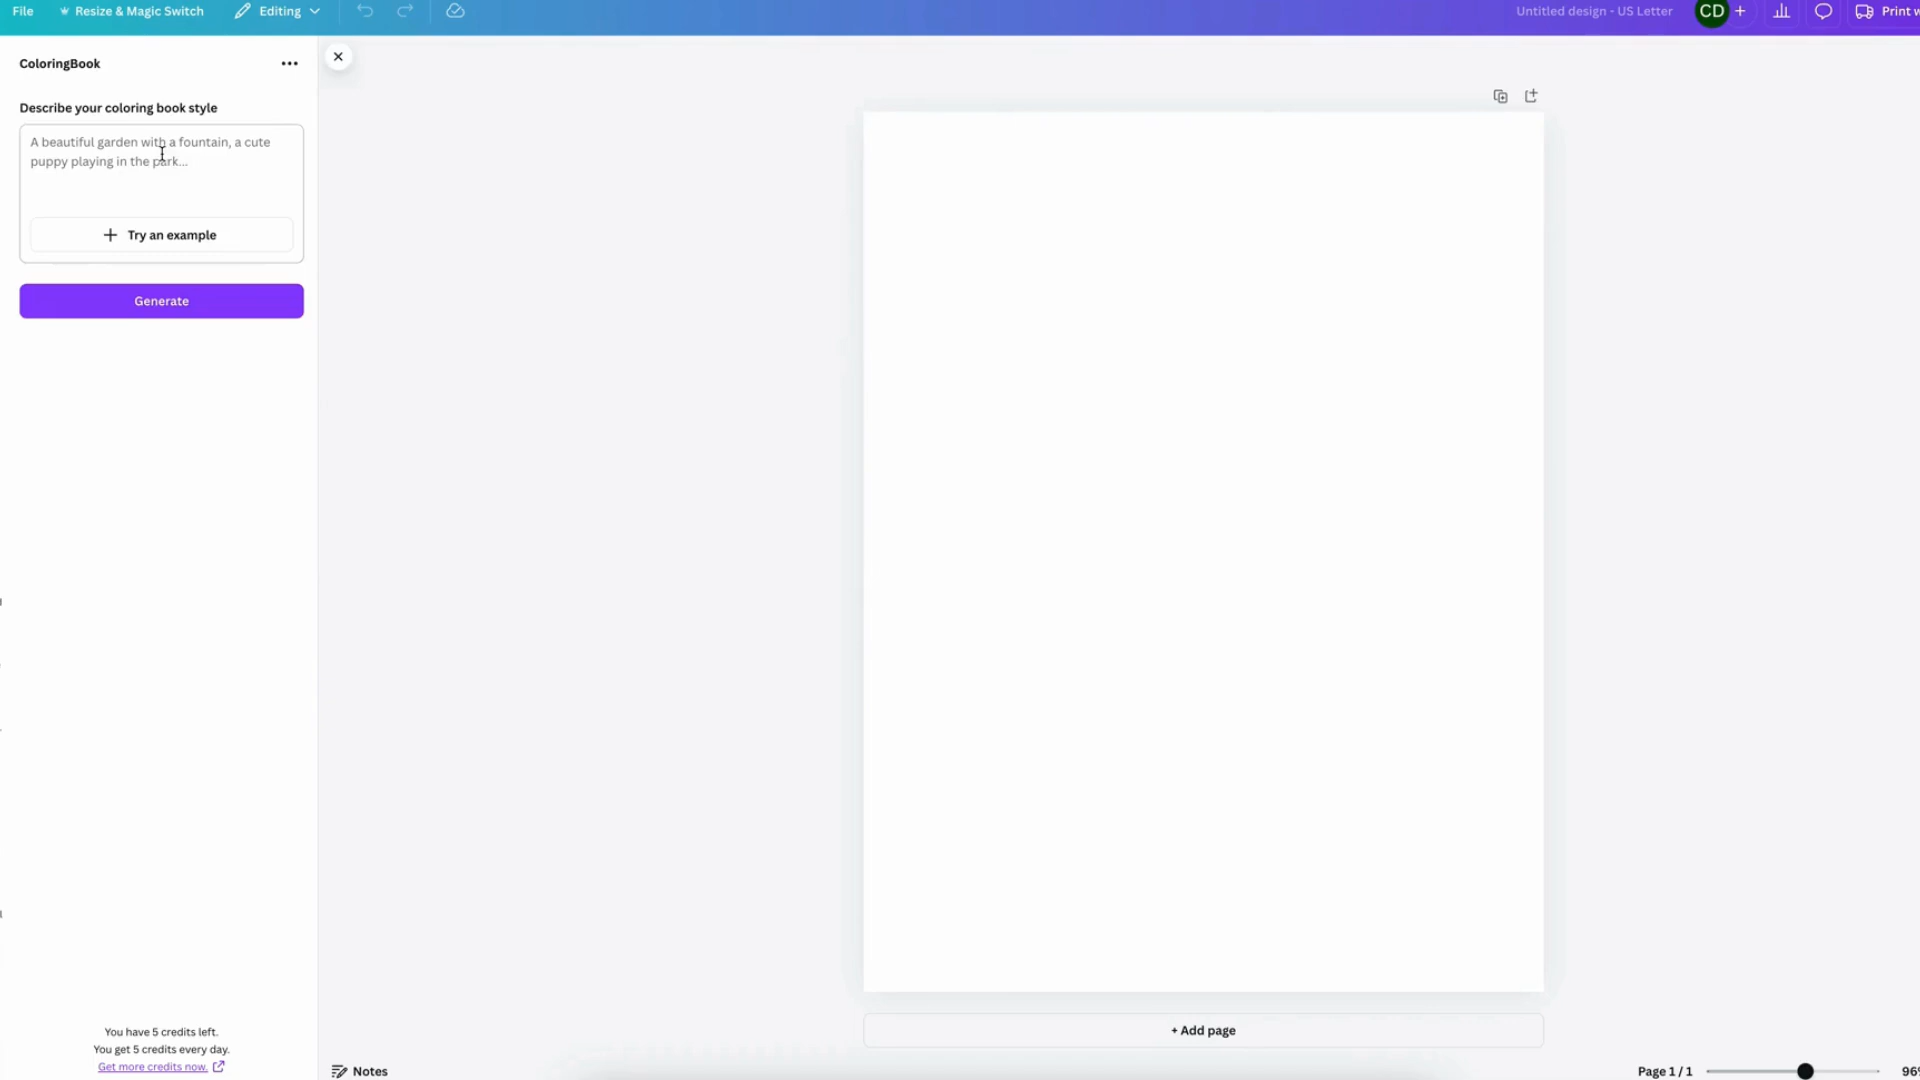 File Resize & Magic Switch Editing Untitled design - US Letter CD Print
ColoringBook
Describe your coloring book style
A beautiful garden with a fountain, a cute
puppy playing in the park...
Try an example
Generate
You have 5 credits left.
You get 5 credits every day.
Get more credits now.
+ Add page
Notes Page 1 / 1 96%